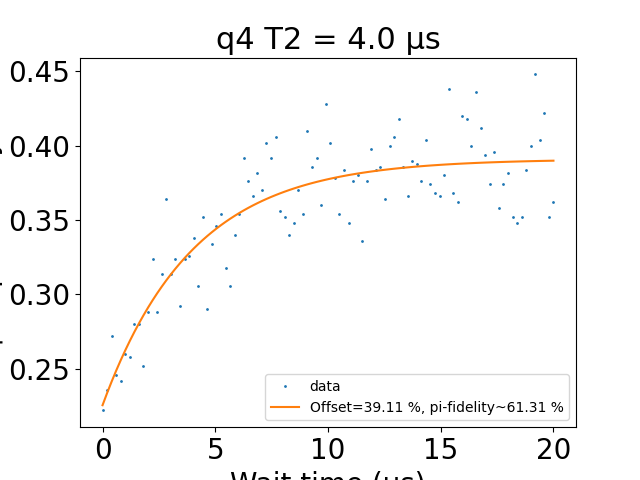 q4 T2 = 4.0 μs
0.45
0.40
0.35
0.30
0.25
data
Offset=39.11 %, pi-fidelity~61.31 %
0 5 10 15 20
Wait time (μs)